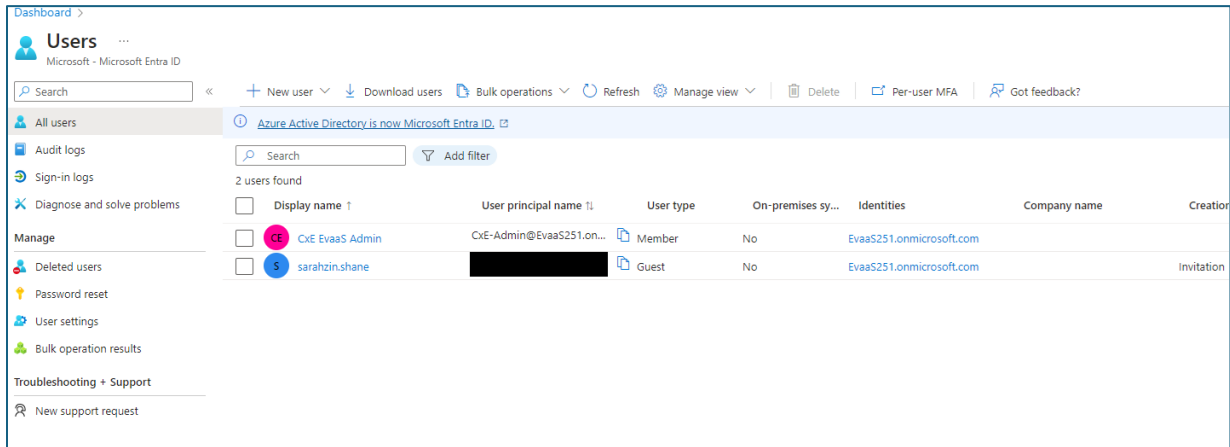 Dashboard >
Users ...
Microsoft - Microsoft Entra ID
Search «
New user Download users Bulk operations Refresh Manage view Delete Per-user MFA Got feedback?
All users
Audit logs
Sign-in logs
Diagnose and solve problems
Manage
Deleted users
Password reset
User settings
Bulk operation results
Troubleshooting + Support
New support request
Azure Active Directory is now Microsoft Entra ID.
Search Add filter
2 users found
Display name ↑ User principal name ↑↓ User type On-premises sy... Identities Company name Creation
CE CxE EvaaS Admin CxE-Admin@EvaaS251.on... Member No EvaaS251.onmicrosoft.com
S sarahzin.shane Guest No EvaaS251.onmicrosoft.com Invitation